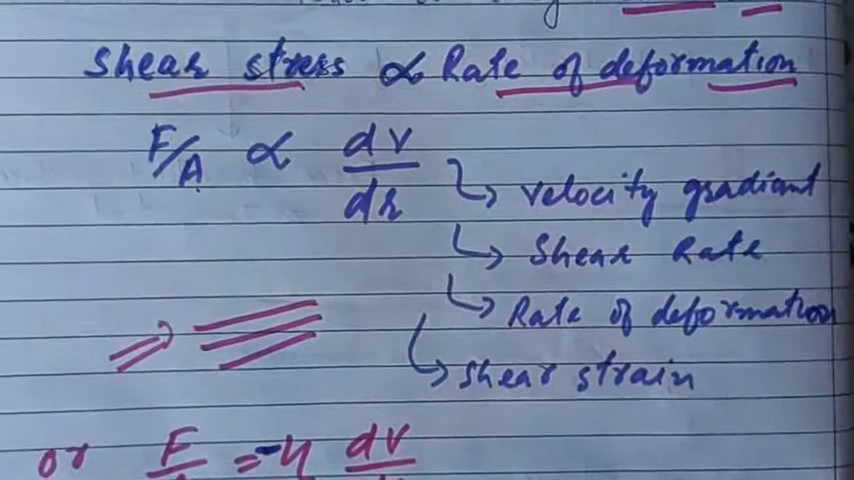 Shear stress ∝ Rate of deformation
F/A ∝ dv/dr
↳ velocity gradient
↳ Shear Rate
↳ Rate of deformation
↳ Shear strain
or F/ = -η dv/